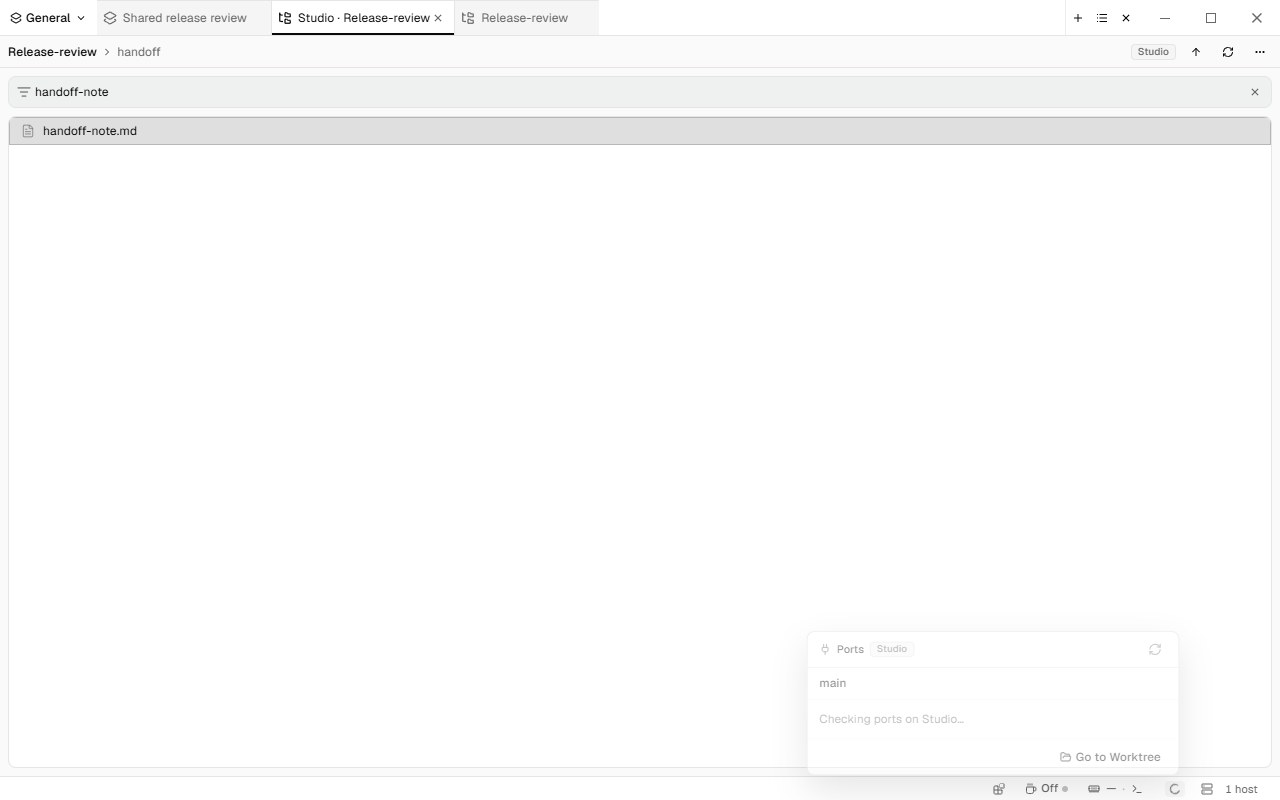 General
Shared release review
Studio · Release-review
Release-review
Release-review > handoff
Studio
handoff-note
handoff-note.md
Ports
Studio
main
Checking ports on Studio...
Go to Worktree
Off
1 host